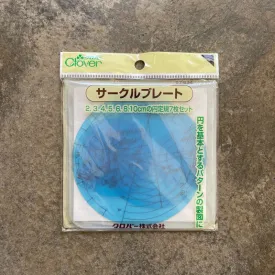 Clover
サークルプレート
2、3、4、5、6、8、10cmの円定規7枚セット
円を基本とするパターンの製図に
クロバー株式会社